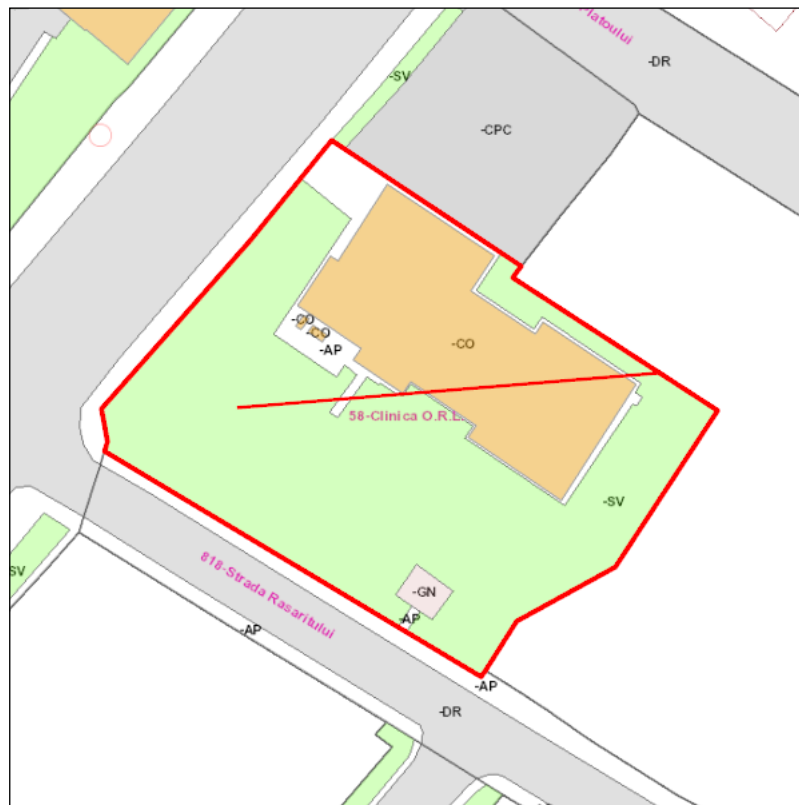 Platoului
-DR
-SV
-CPC
-CO
-CO
-AP
-CO
58-Clinica O.R.L.
-SV
818-Strada Rasaritului
-GN
-AP
SV
-AP
-AP
-DR